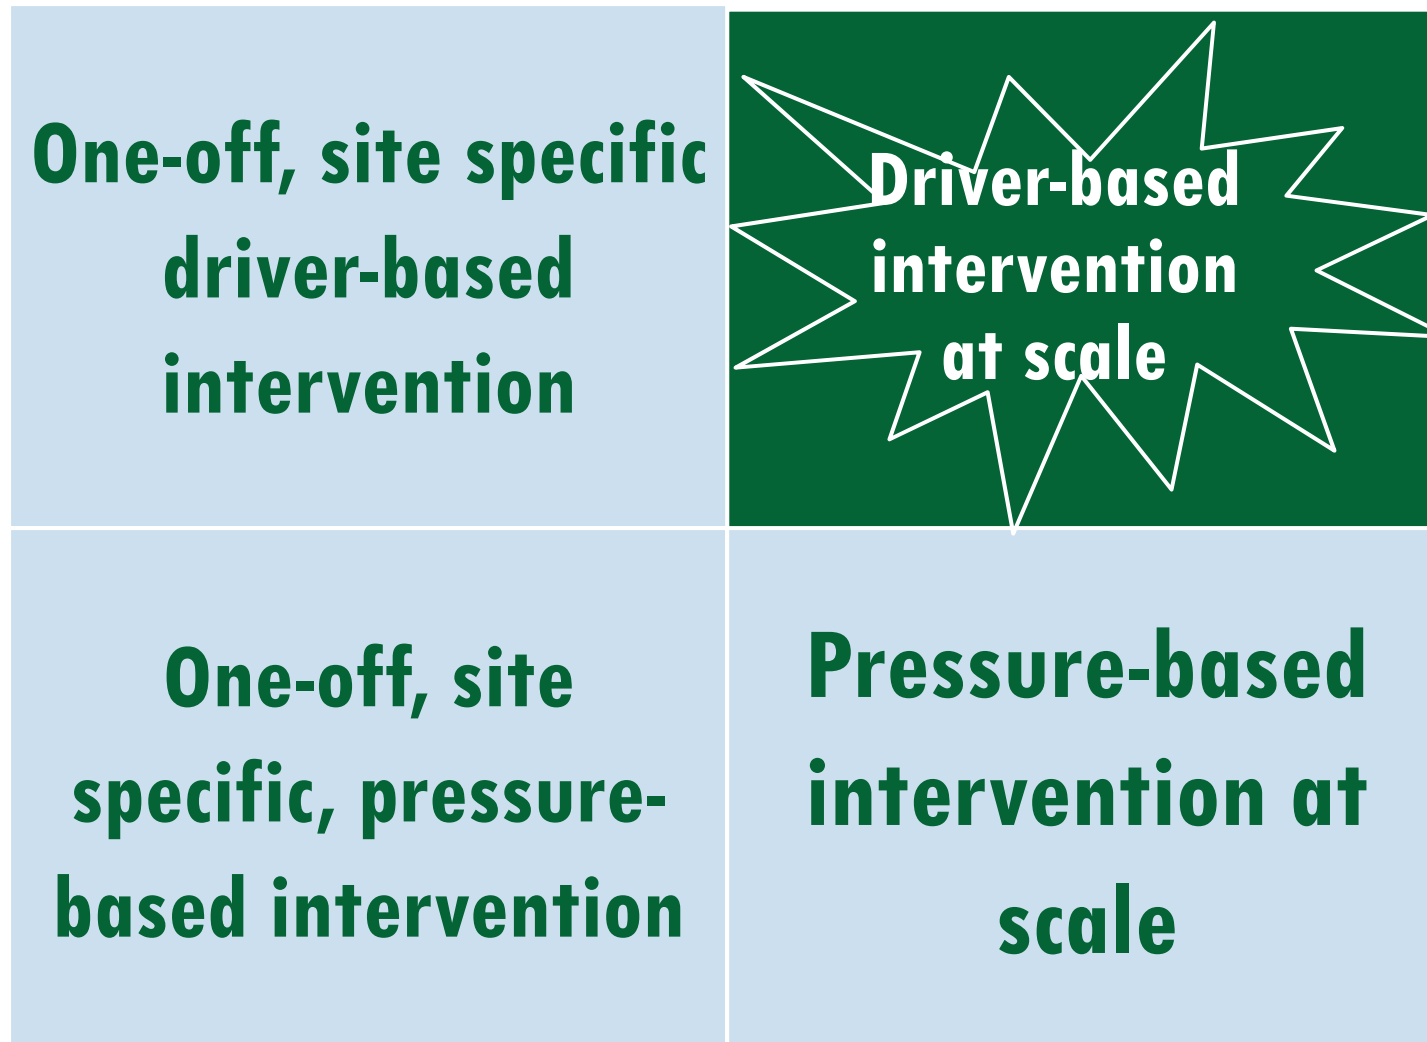 One-off, site specific
driver-based
intervention
Driver-based
intervention
at scale
One-off, site
specific, pressure-
based intervention
Pressure-based
intervention at
scale